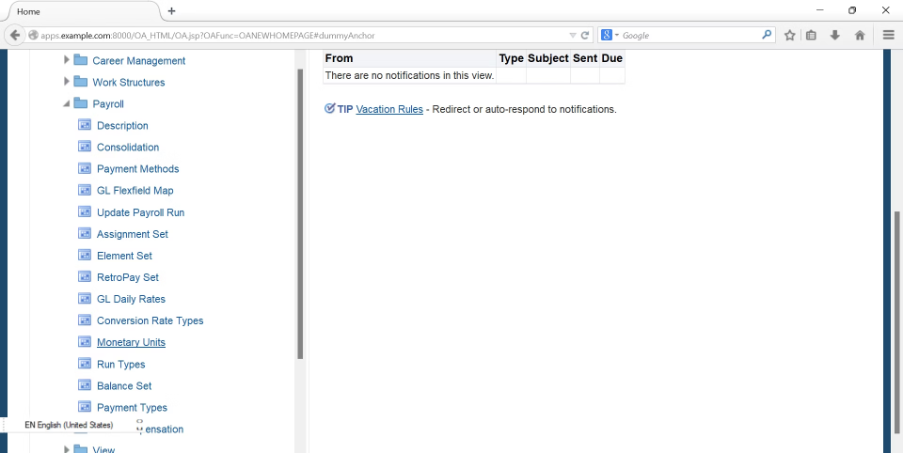 Home
+
apps.example.com:8000/OA_HTML/OA.jsp?OAFunc=OANEWHOMEPAGE#dummyAnchor
8
Google
Career Management
Work Structures
Payroll
Description
Consolidation
Payment Methods
GL Flexfield Map
Update Payroll Run
Assignment Set
Element Set
RetroPay Set
GL Daily Rates
Conversion Rate Types
Monetary Units
Run Types
Balance Set
Payment Types
ensation
View
EN English (United States)
From Type Subject Sent Due
There are no notifications in this view.
TIP Vacation Rules - Redirect or auto-respond to notifications.